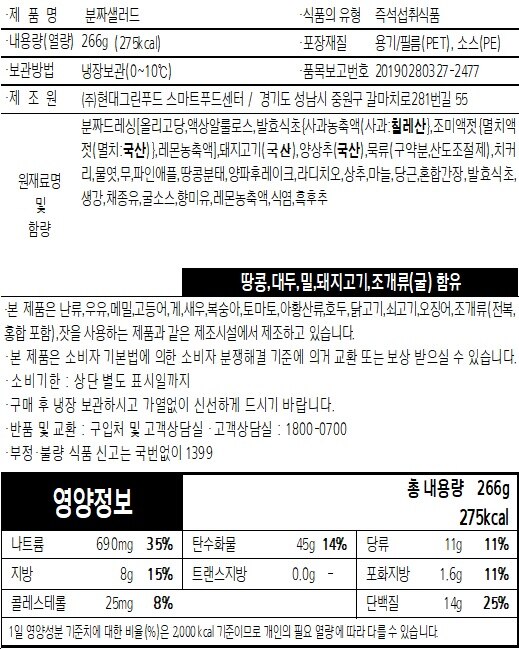 ·제 품 명 분짜샐러드 ·식품의 유형 즉석섭취식품
·내용량(열량) 266g (275kcal) ·포장재질 용기/필름(PET), 소스(PE)
·보관방법 냉장보관(0~10℃) ·품목보고번호 20190280327-2477
·제 조 원 (주)현대그린푸드 스마트푸드센터 / 경기도 성남시 중원구 갈마치로281번길 55
원재료명 및 함량
분짜드레싱[올리고당,액상알룰로스,발효식초{사과농축액(사과:칠레산),조미액젓{멸치액
젓(멸치:국산)},레몬농축액],돼지고기(국산),양상추(국산),묵류(구약분,산도조절제),치커
리,물엿,무,파인애플,땅콩분태,양파후레이크,라디치오,상추,마늘,당근,혼합간장,발효식초,
생강,채종유,굴소스,향미유,레몬농축액,식염,흑후추
땅콩,대두,밀,돼지고기,조개류(굴) 함유
·본 제품은 난류,우유,메밀,고등어,게,새우,복숭아,토마토,아황산류,호두,닭고기,쇠고기,오징어,조개류(전복,
홍합 포함),잣을 사용하는 제품과 같은 제조시설에서 제조하고 있습니다.
·본 제품은 소비자 기본법에 의한 소비자 분쟁해결 기준에 의거 교환 또는 보상 받으실 수 있습니다.
·소비기한 : 상단 별도 표시일까지
·구매 후 냉장 보관하시고 가열없이 신선하게 드시기 바랍니다.
·반품 및 교환 : 구입처 및 고객상담실 ·고객상담실 : 1800-0700
·부정·불량 식품 신고는 국번없이 1399
영양정보
총 내용량 266g
275kcal
나트륨 690mg 35% 탄수화물 45g 14% 당류 11g 11%
지방 8g 15% 트랜스지방 0.0g - 포화지방 1.6g 11%
콜레스테롤 25mg 8% 단백질 14g 25%
1일 영양성분 기준치에 대한 비율(%)은 2,000kcal 기준이므로 개인의 필요 열량에 따라 다를 수 있습니다.